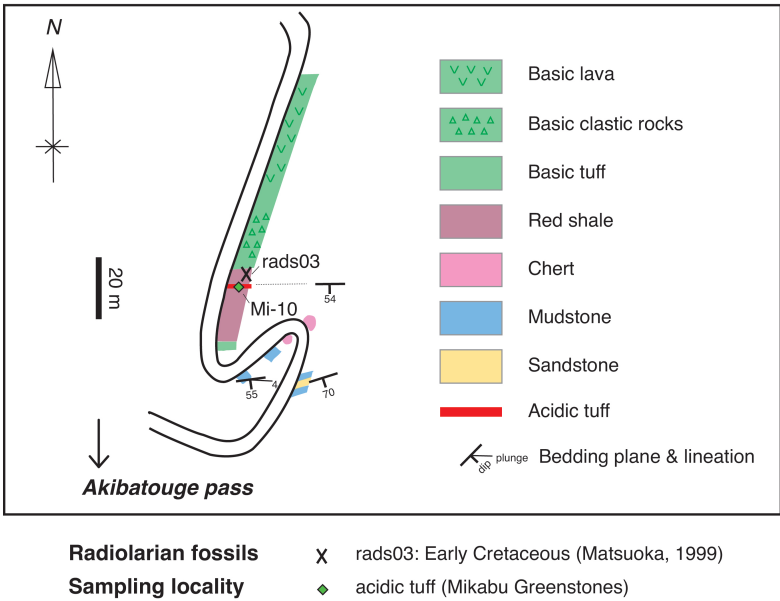 N
Basic lava
Basic clastic rocks
Basic tuff
Red shale
rads03
Chert
20 m
54
Mi-10
Mudstone
Sandstone
4
55
70
Acidic tuff
plunge
dip
Bedding plane & lineation
Akibatouge pass
Radiolarian fossils
rads03: Early Cretaceous (Matsuoka, 1999)
Sampling locality
acidic tuff (Mikabu Greenstones)